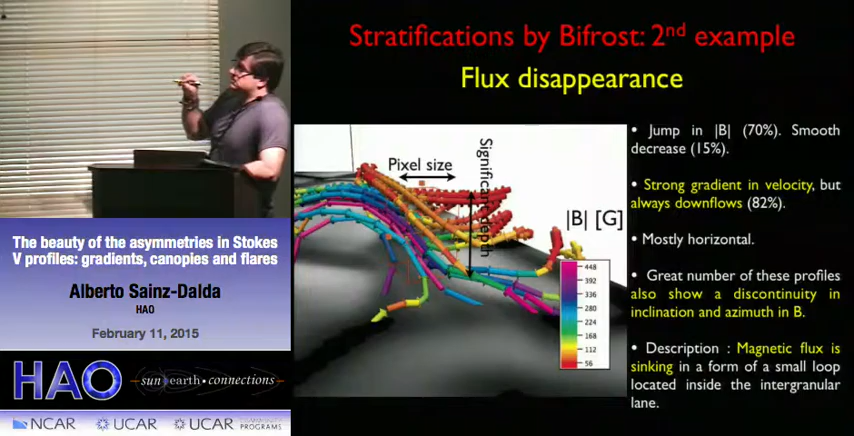 Stratifications by Bifrost: 2nd example
Flux disappearance
Pixel size
Significant depth
|B| [G]
448
392
336
280
224
168
112
56
• Jump in |B| (70%). Smooth
decrease (15%).
• Strong gradient in velocity, but
always downflows (82%).
• Mostly horizontal.
• Great number of these profiles
also show a discontinuity in
inclination and azimuth in B.
• Description : Magnetic flux is
sinking in a form of a small loop
located inside the intergranular
lane.
The beauty of the asymmetries in Stokes
V profiles: gradients, canopies and flares
Alberto Sainz-Dalda
HAO
February 11, 2015
HAO
sun earth • connections
NCAR
UCAR
UCAR COMMUNITY
PROGRAMS